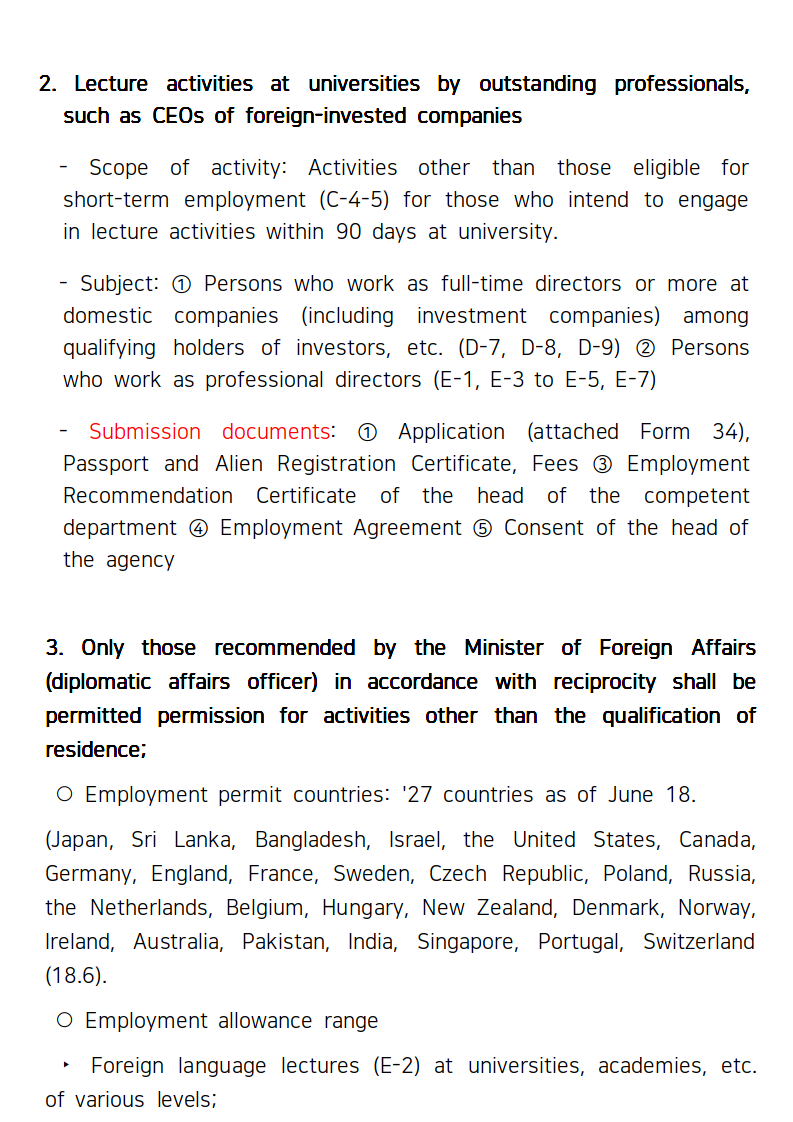 2. Lecture activities at universities by outstanding professionals,
such as CEOs of foreign-invested companies
- Scope of activity: Activities other than those eligible for
short-term employment (C-4-5) for those who intend to engage
in lecture activities within 90 days at university.
- Subject: ① Persons who work as full-time directors or more at
domestic companies (including investment companies) among
qualifying holders of investors, etc. (D-7, D-8, D-9) ② Persons
who work as professional directors (E-1, E-3 to E-5, E-7)
- Submission documents: ① Application (attached Form 34),
Passport and Alien Registration Certificate, Fees ③ Employment
Recommendation Certificate of the head of the competent
department ④ Employment Agreement ⑤ Consent of the head of
the agency
3. Only those recommended by the Minister of Foreign Affairs
(diplomatic affairs officer) in accordance with reciprocity shall be
permitted permission for activities other than the qualification of
residence;
○ Employment permit countries: '27 countries as of June 18.
(Japan, Sri Lanka, Bangladesh, Israel, the United States, Canada,
Germany, England, France, Sweden, Czech Republic, Poland, Russia,
the Netherlands, Belgium, Hungary, New Zealand, Denmark, Norway,
Ireland, Australia, Pakistan, India, Singapore, Portugal, Switzerland
(18.6).
○ Employment allowance range
‣ Foreign language lectures (E-2) at universities, academies, etc.
of various levels;